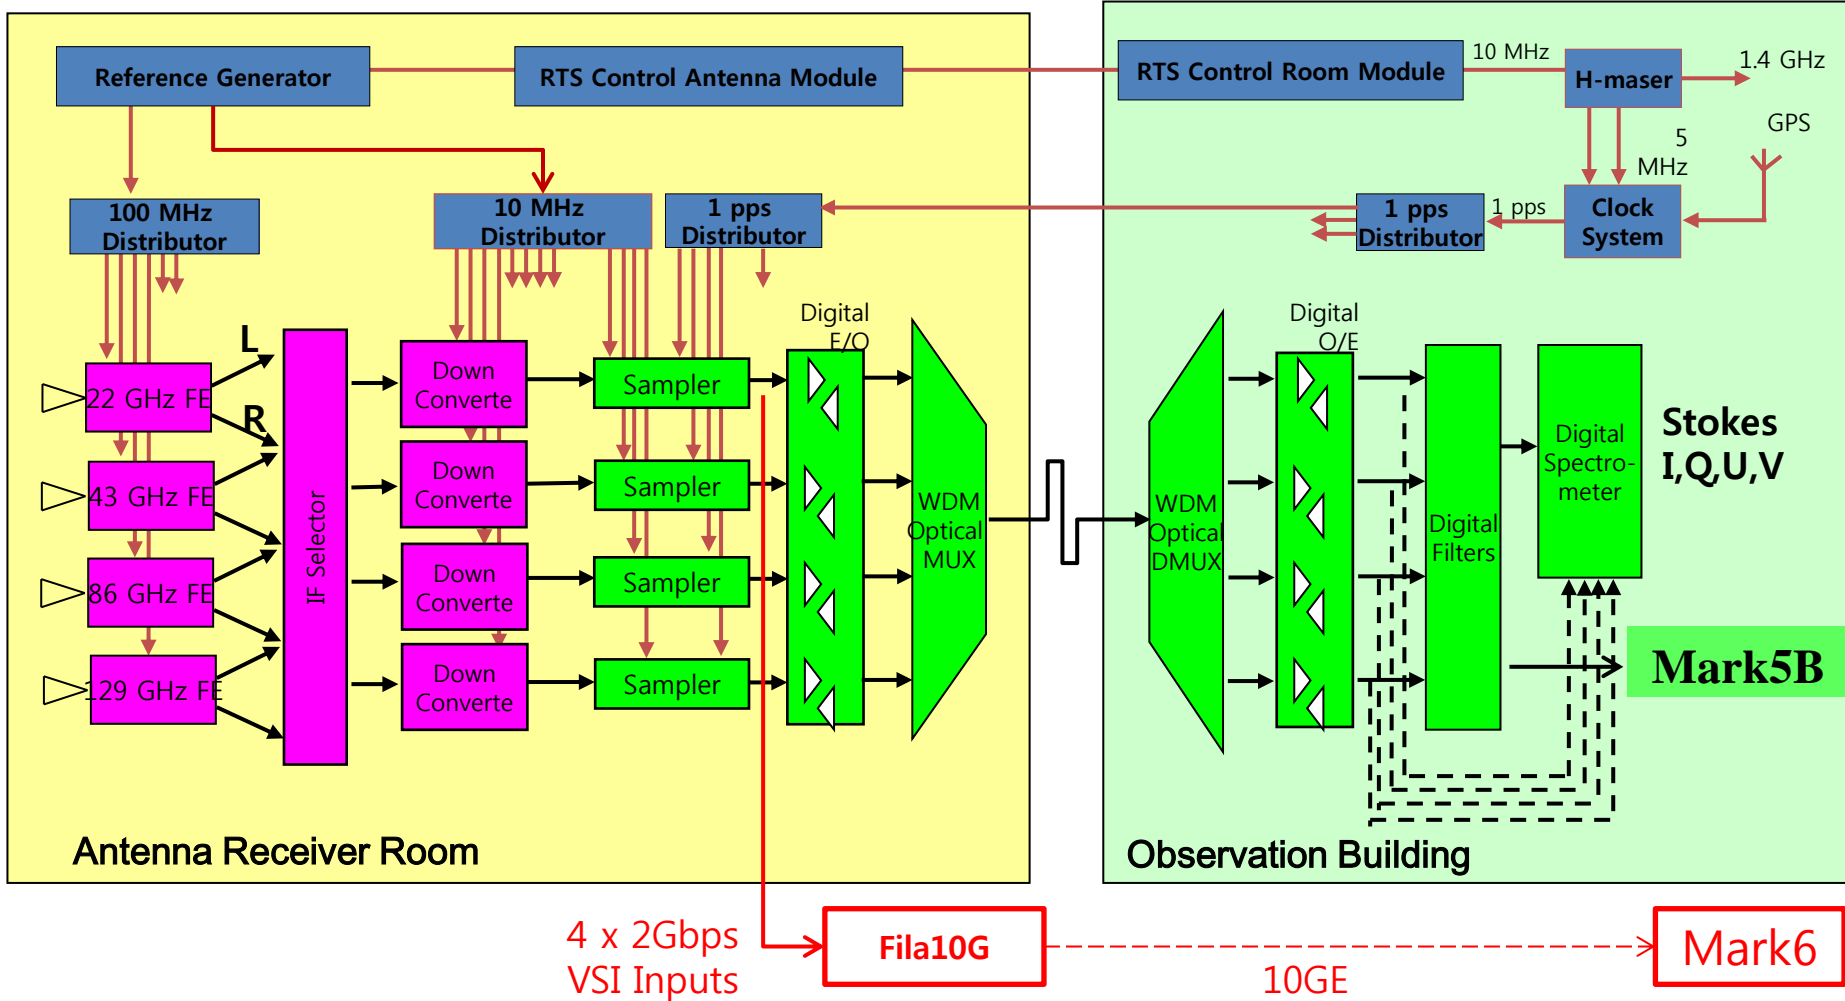 Reference Generator
RTS Control Antenna Module
RTS Control Room Module
10 MHz
H-maser
1.4 GHz
GPS
5
MHz
100 MHz
Distributor
10 MHz
Distributor
1 pps
Distributor
1 pps
Distributor
1 pps
Clock
System
Digital
E/O
Digital
O/E
L
R
22 GHz FE
43 GHz FE
86 GHz FE
129 GHz FE
IF Selector
Down
Converte
Down
Converte
Down
Converte
Down
Converte
Sampler
Sampler
Sampler
Sampler
WDM
Optical
MUX
WDM
Optical
DMUX
Digital
Filters
Digital
Spectro-
meter
Stokes
I,Q,U,V
Mark5B
Antenna Receiver Room
Observation Building
4 x 2Gbps
VSI Inputs
Fila10G
10GE
Mark6